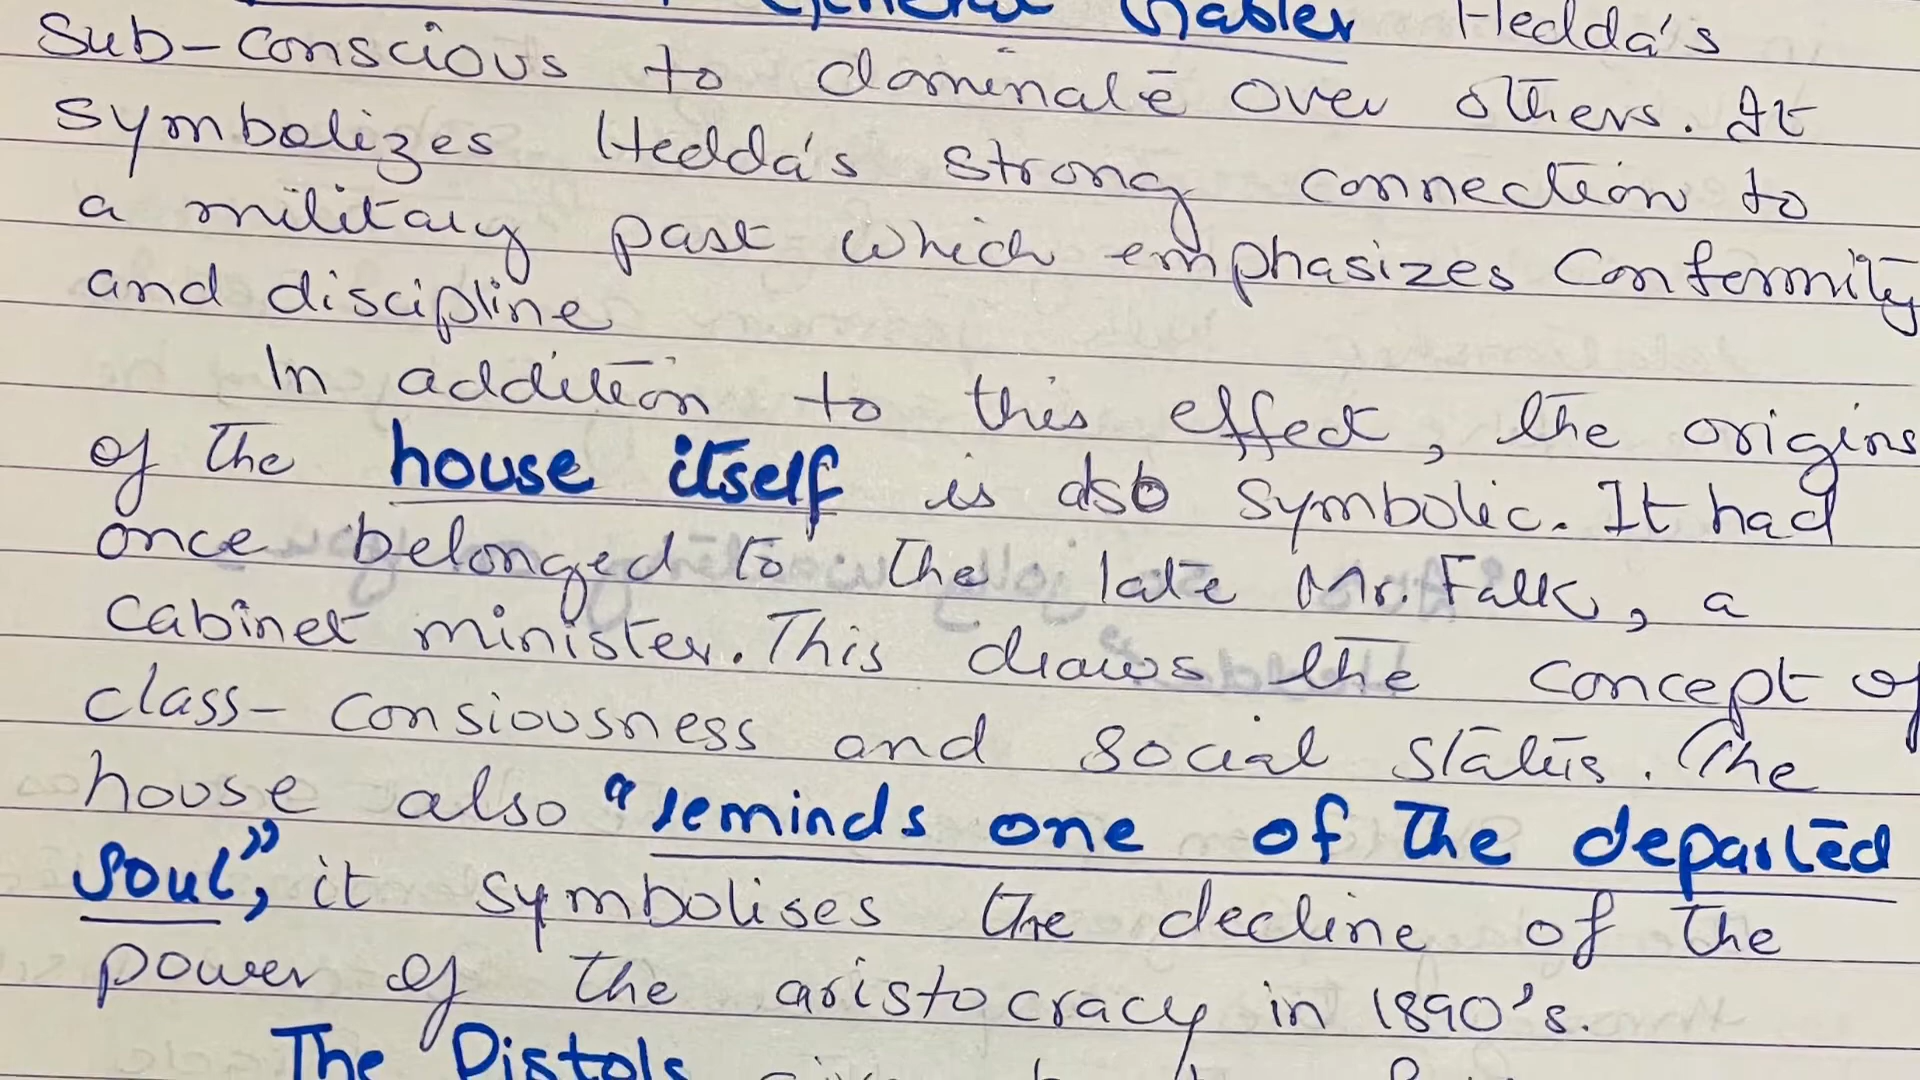 General Gabler Hedda's
Sub-conscious to dominate over others. It
symbolizes Hedda's strong connection to
a military past which emphasizes Conformity
and discipline
In addition to this effect, the origins
of the house itself is also symbolic. It had
once belonged to the late Mr. Falk, a
cabinet minister. This draws the concept of
class-consiousness and social status. The
house also "reminds one of the departed
soul", it symbolises the decline of the
power of the aristocracy in 1890's.
The Pistols